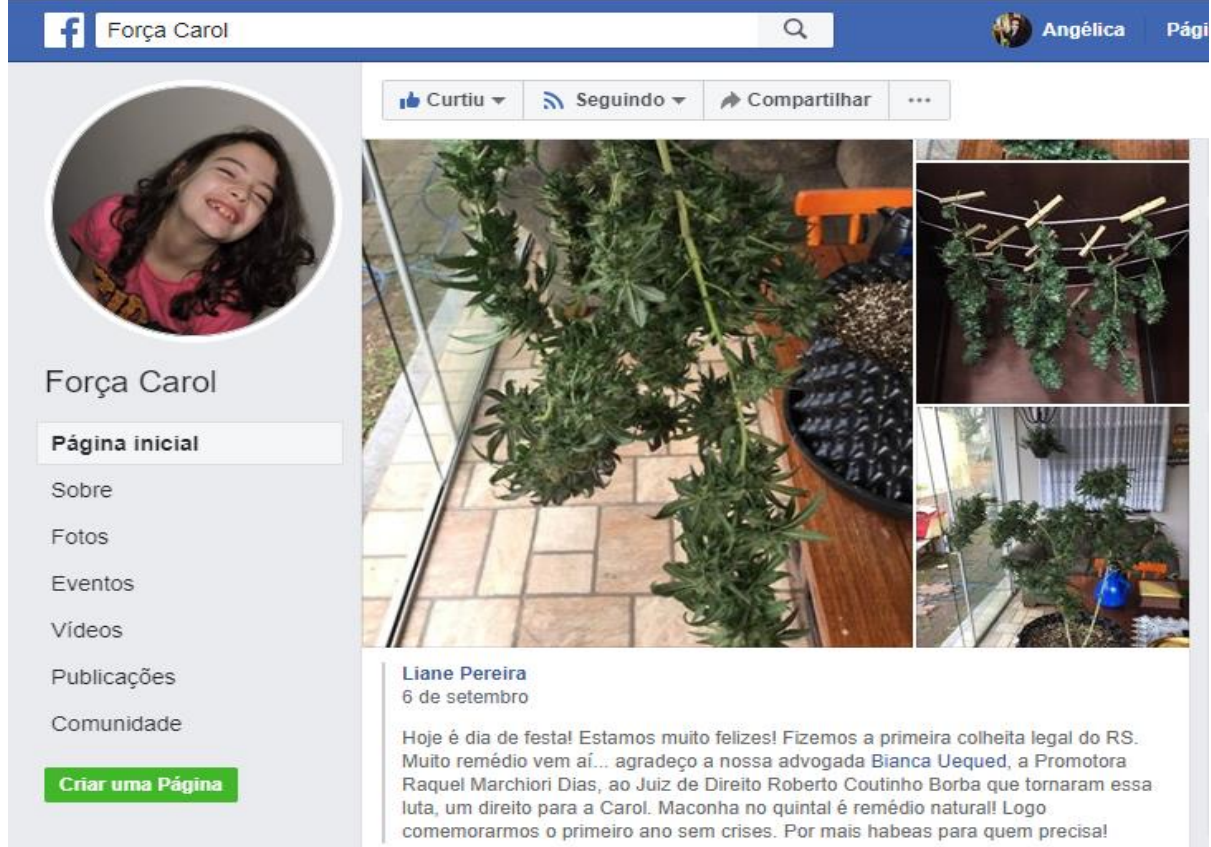 f
Força Carol
Angélica
Pági
Curtiu
Seguindo
Compartilhar
Força Carol
Página inicial
Sobre
Fotos
Eventos
Vídeos
Publicações
Comunidade
Criar uma Página
Liane Pereira
6 de setembro
Hoje é dia de festa! Estamos muito felizes! Fizemos a primeira colheita legal do RS.
Muito remédio vem aí... agradeço a nossa advogada Bianca Uequed, a Promotora
Raquel Marchiori Dias, ao Juiz de Direito Roberto Coutinho Borba que tornaram essa
luta, um direito para a Carol. Maconha no quintal é remédio natural! Logo
comemorarmos o primeiro ano sem crises. Por mais habeas para quem precisa!